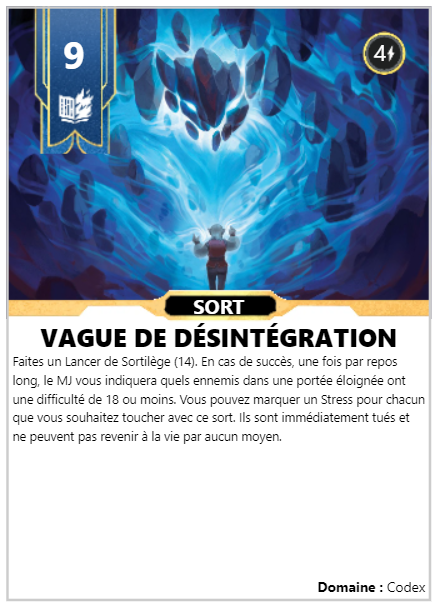 9
4
SORT
VAGUE DE DÉSINTÉGRATION
Faites un Lancer de Sortilège (14). En cas de succès, une fois par repos
long, le MJ vous indiquera quels ennemis dans une portée éloignée ont
une difficulté de 18 ou moins. Vous pouvez marquer un Stress pour chacun
que vous souhaitez toucher avec ce sort. Ils sont immédiatement tués et
ne peuvent pas revenir à la vie par aucun moyen.
Domaine : Codex